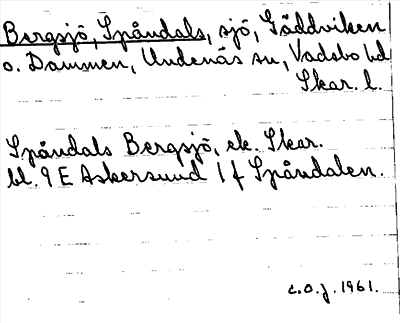 Bergsjö, Spåndals, sjö, Gäddviken
o. Dammen, Undenäs sn, Vadsbo hd
Skar. l.
Spåndals Bergsjö, ek. Skar.
bl. 9 E Askersund 1 f Spåndalen.
c.o.j. 1961.